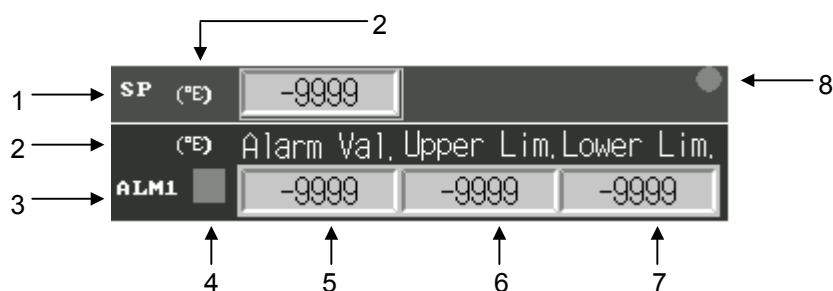 2
1 SP (°E) -9999 8
2 (°E) Alarm Val. Upper Lim. Lower Lim.
3 ALM1 -9999 -9999 -9999
4 5 6 7